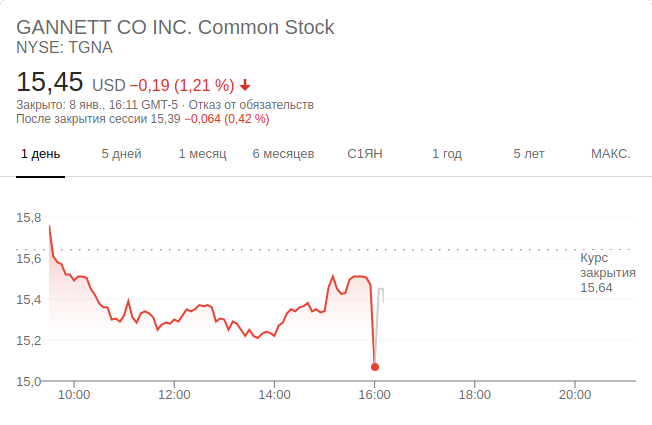 GANNETT CO INC. Common Stock
NYSE: TGNA
15,45 USD −0,19 (1,21 %)
Закрыто: 8 янв., 16:11 GMT-5 · Отказ от обязательств
После закрытия сессии 15,39 −0,064 (0,42 %)
1 день 5 дней 1 месяц 6 месяцев С1ЯН 1 год 5 лет МАКС.
15,8
15,6
15,4
15,2
15,0
Курс
закрытия
15,64
10:00 12:00 14:00 16:00 18:00 20:00